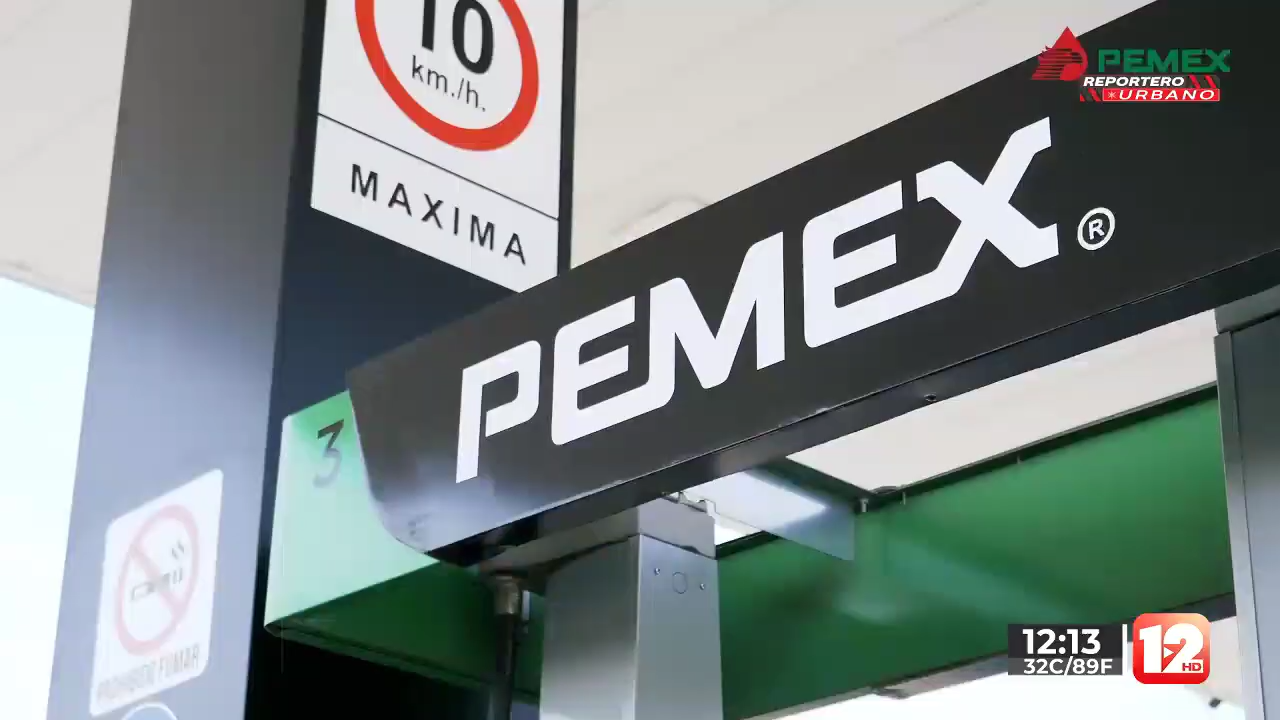 10
km./h.
MAXIMA
PEMEX
REPORTERO
URBANO
PEMEX®
3
PROHIBIDO FUMAR
12:13
32C/89F
12
HD